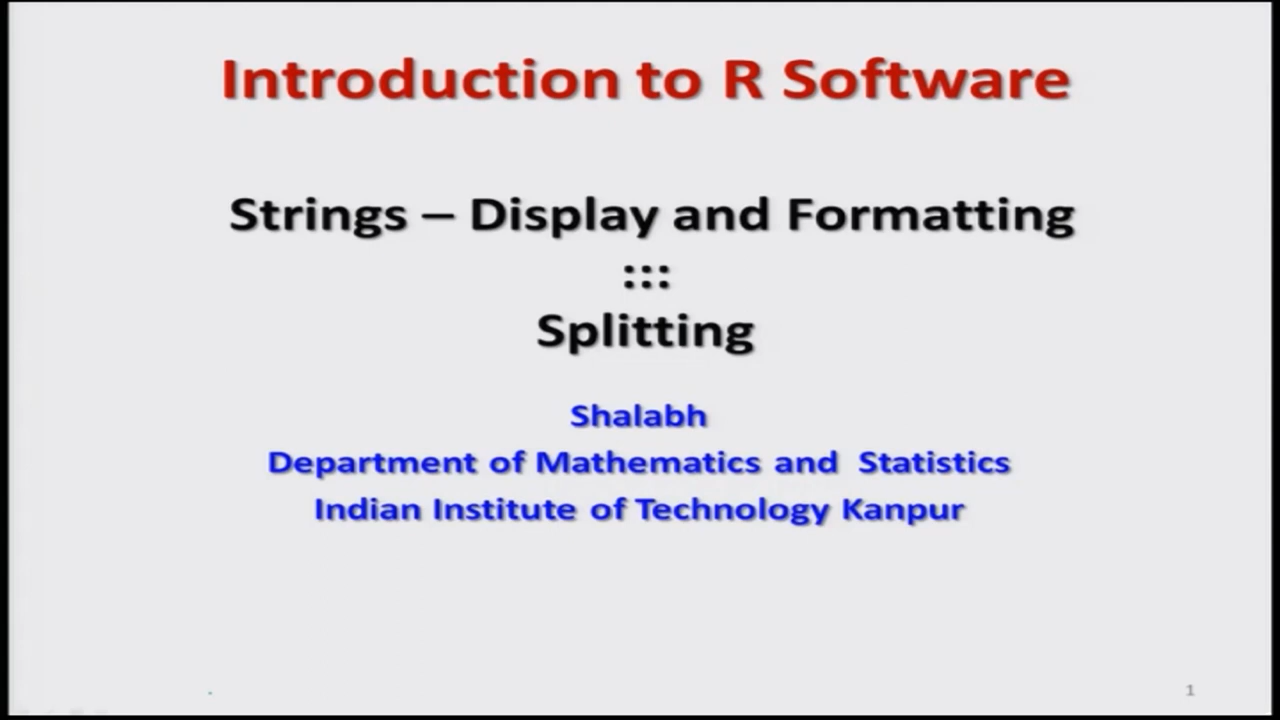 Introduction to R Software
Strings – Display and Formatting
:::
Splitting
Shalabh
Department of Mathematics and Statistics
Indian Institute of Technology Kanpur
1